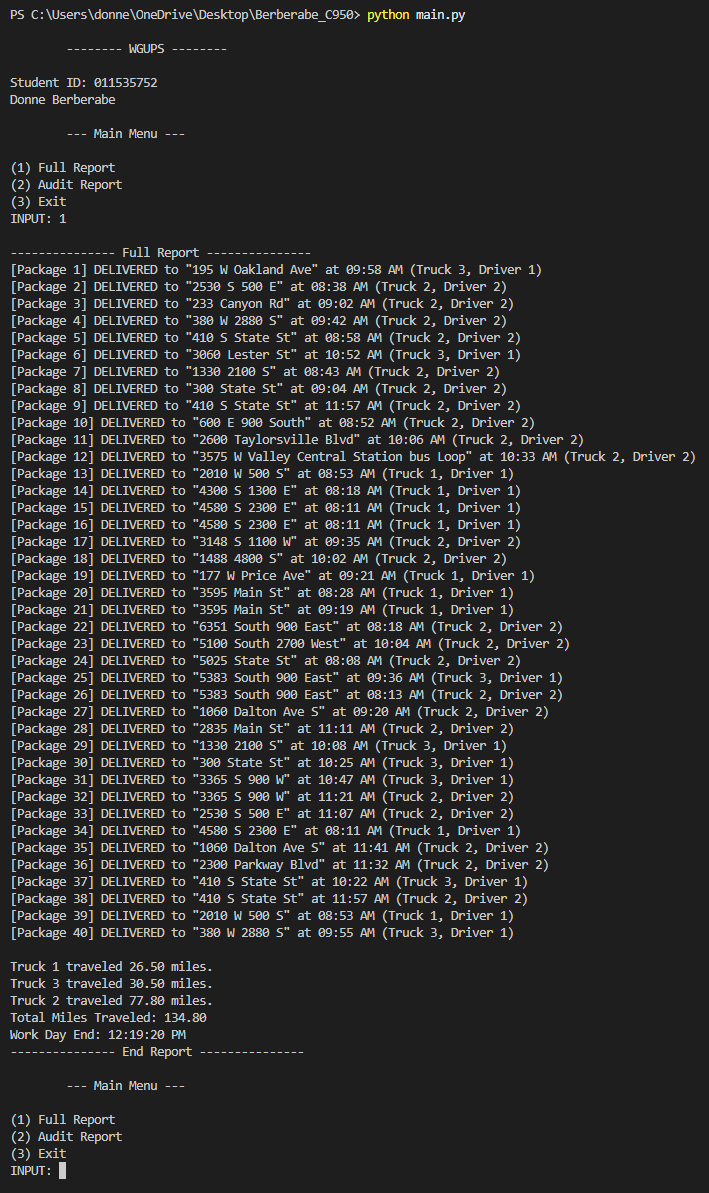 PS C:\Users\donne\OneDrive\Desktop\Berberabe_C950> python main.py
-------- WGUPS --------
Student ID: 011535752
Donne Berberabe
--- Main Menu ---
(1) Full Report
(2) Audit Report
(3) Exit
INPUT: 1
--------------- Full Report ---------------
[Package 1] DELIVERED to "195 W Oakland Ave" at 09:58 AM (Truck 3, Driver 1)
[Package 2] DELIVERED to "2530 S 500 E" at 08:38 AM (Truck 2, Driver 2)
[Package 3] DELIVERED to "233 Canyon Rd" at 09:02 AM (Truck 2, Driver 2)
[Package 4] DELIVERED to "380 W 2880 S" at 09:42 AM (Truck 2, Driver 2)
[Package 5] DELIVERED to "410 S State St" at 08:58 AM (Truck 2, Driver 2)
[Package 6] DELIVERED to "3060 Lester St" at 10:52 AM (Truck 3, Driver 1)
[Package 7] DELIVERED to "1330 2100 S" at 08:43 AM (Truck 2, Driver 2)
[Package 8] DELIVERED to "300 State St" at 09:04 AM (Truck 2, Driver 2)
[Package 9] DELIVERED to "410 S State St" at 11:57 AM (Truck 2, Driver 2)
[Package 10] DELIVERED to "600 E 900 South" at 08:52 AM (Truck 2, Driver 2)
[Package 11] DELIVERED to "2600 Taylorsville Blvd" at 10:06 AM (Truck 2, Driver 2)
[Package 12] DELIVERED to "3575 W Valley Central Station bus Loop" at 10:33 AM (Truck 2, Driver 2)
[Package 13] DELIVERED to "2010 W 500 S" at 08:53 AM (Truck 1, Driver 1)
[Package 14] DELIVERED to "4300 S 1300 E" at 08:18 AM (Truck 1, Driver 1)
[Package 15] DELIVERED to "4580 S 2300 E" at 08:11 AM (Truck 1, Driver 1)
[Package 16] DELIVERED to "4580 S 2300 E" at 08:11 AM (Truck 1, Driver 1)
[Package 17] DELIVERED to "3148 S 1100 W" at 09:35 AM (Truck 2, Driver 2)
[Package 18] DELIVERED to "1488 4800 S" at 10:02 AM (Truck 2, Driver 2)
[Package 19] DELIVERED to "177 W Price Ave" at 09:21 AM (Truck 1, Driver 1)
[Package 20] DELIVERED to "3595 Main St" at 08:28 AM (Truck 1, Driver 1)
[Package 21] DELIVERED to "3595 Main St" at 09:19 AM (Truck 1, Driver 1)
[Package 22] DELIVERED to "6351 South 900 East" at 08:18 AM (Truck 2, Driver 2)
[Package 23] DELIVERED to "5100 South 2700 West" at 10:04 AM (Truck 2, Driver 2)
[Package 24] DELIVERED to "5025 State St" at 08:08 AM (Truck 2, Driver 2)
[Package 25] DELIVERED to "5383 South 900 East" at 09:36 AM (Truck 3, Driver 1)
[Package 26] DELIVERED to "5383 South 900 East" at 08:13 AM (Truck 2, Driver 2)
[Package 27] DELIVERED to "1060 Dalton Ave S" at 09:20 AM (Truck 2, Driver 2)
[Package 28] DELIVERED to "2835 Main St" at 11:11 AM (Truck 2, Driver 2)
[Package 29] DELIVERED to "1330 2100 S" at 10:08 AM (Truck 3, Driver 1)
[Package 30] DELIVERED to "300 State St" at 10:25 AM (Truck 3, Driver 1)
[Package 31] DELIVERED to "3365 S 900 W" at 10:47 AM (Truck 3, Driver 1)
[Package 32] DELIVERED to "3365 S 900 W" at 11:21 AM (Truck 2, Driver 2)
[Package 33] DELIVERED to "2530 S 500 E" at 11:07 AM (Truck 2, Driver 2)
[Package 34] DELIVERED to "4580 S 2300 E" at 08:11 AM (Truck 1, Driver 1)
[Package 35] DELIVERED to "1060 Dalton Ave S" at 11:41 AM (Truck 2, Driver 2)
[Package 36] DELIVERED to "2300 Parkway Blvd" at 11:32 AM (Truck 2, Driver 2)
[Package 37] DELIVERED to "410 S State St" at 10:22 AM (Truck 3, Driver 1)
[Package 38] DELIVERED to "410 S State St" at 11:57 AM (Truck 2, Driver 2)
[Package 39] DELIVERED to "2010 W 500 S" at 08:53 AM (Truck 1, Driver 1)
[Package 40] DELIVERED to "380 W 2880 S" at 09:55 AM (Truck 3, Driver 1)
Truck 1 traveled 26.50 miles.
Truck 3 traveled 30.50 miles.
Truck 2 traveled 77.80 miles.
Total Miles Traveled: 134.80
Work Day End: 12:19:20 PM
--------------- End Report ---------------
--- Main Menu ---
(1) Full Report
(2) Audit Report
(3) Exit
INPUT: